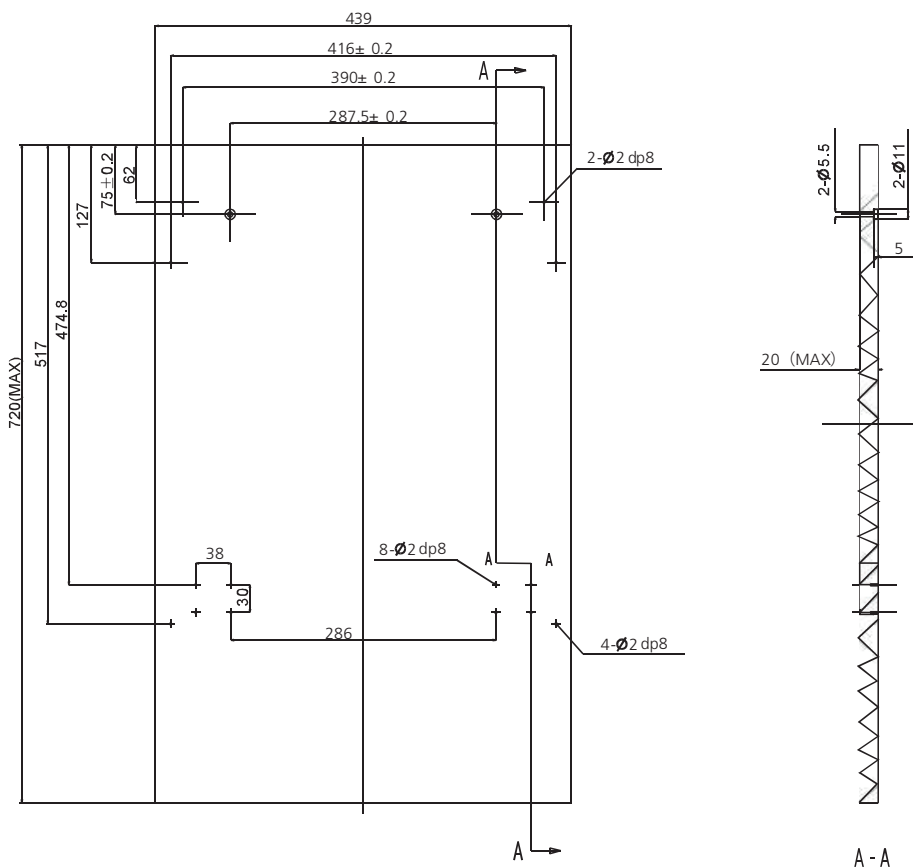 439
416± 0.2
A
390± 0.2
287.5± 0.2
2-Ø2 dp8
2-Ø5.5
2-Ø11
62
75±0.2
127
5
474.8
517
20 (MAX)
720(MAX)
38
8-Ø2 dp8
A
A
30
286
4-Ø2 dp8
A
A - A